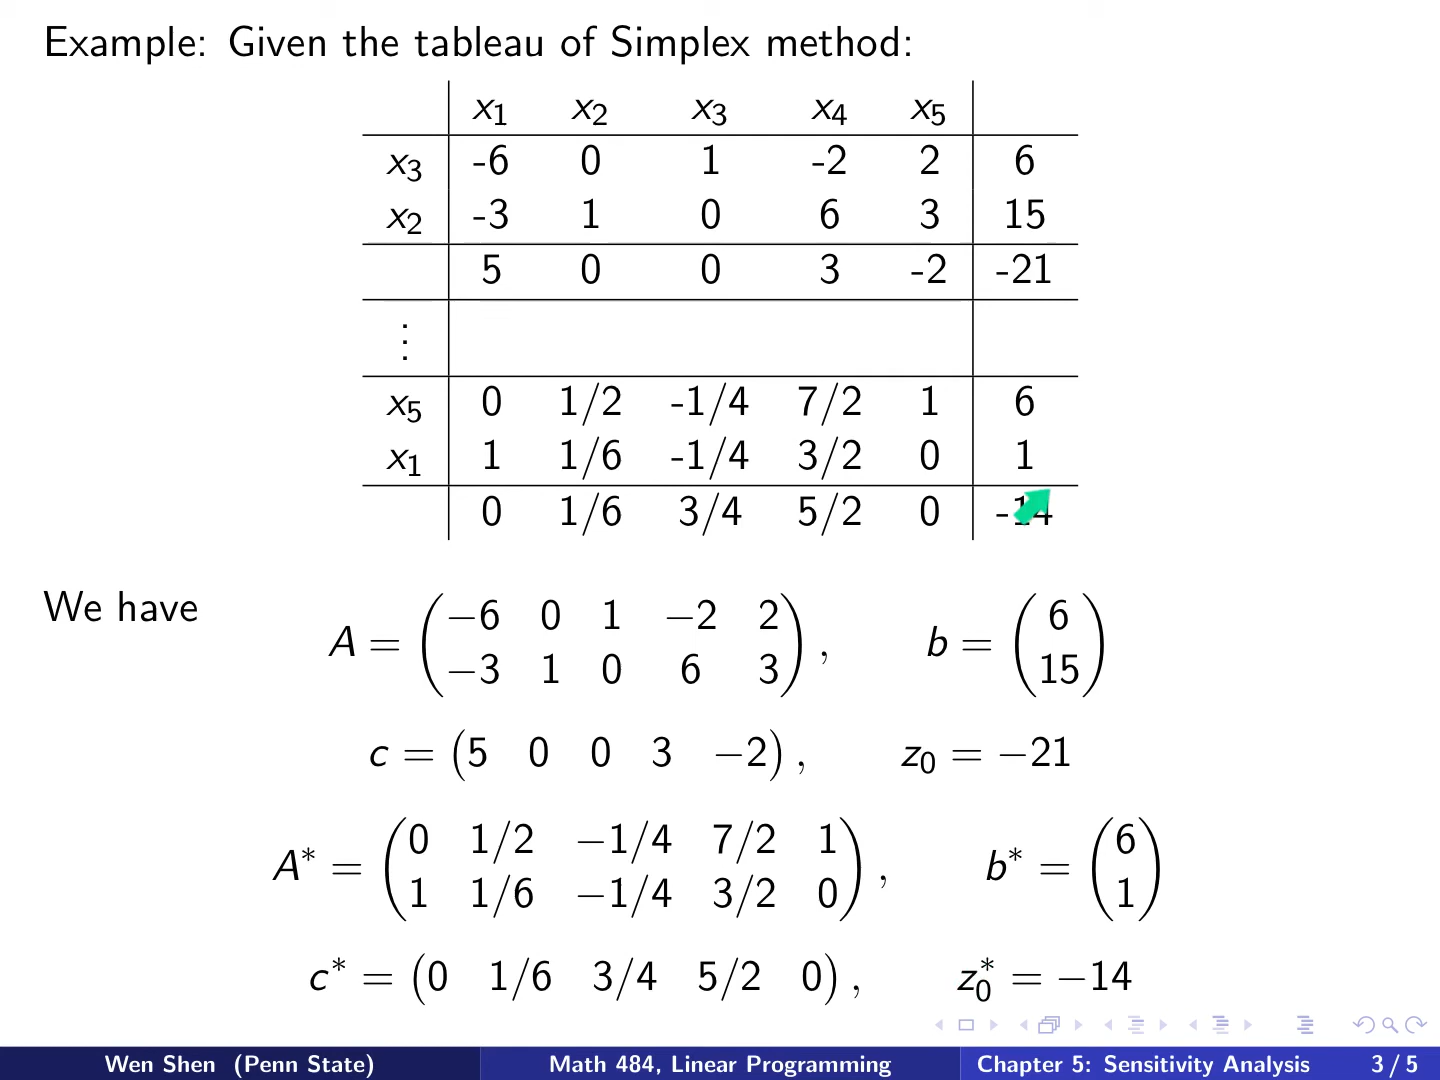 Example: Given the tableau of Simplex method:
x₁ x₂ x₃ x₄ x₅
x₃ -6 0 1 -2 2 6
x₂ -3 1 0 6 3 15
5 0 0 3 -2 -21
⋮
x₅ 0 1/2 -1/4 7/2 1 6
x₁ 1 1/6 -1/4 3/2 0 1
0 1/6 3/4 5/2 0 -14
We have
A = (−6 0 1 −2 2; −3 1 0 6 3), b = (6; 15)
c = (5 0 0 3 −2), z₀ = −21
A* = (0 1/2 −1/4 7/2 1; 1 1/6 −1/4 3/2 0), b* = (6; 1)
c* = (0 1/6 3/4 5/2 0), z₀* = −14
Wen Shen (Penn State) Math 484, Linear Programming Chapter 5: Sensitivity Analysis 3 / 5